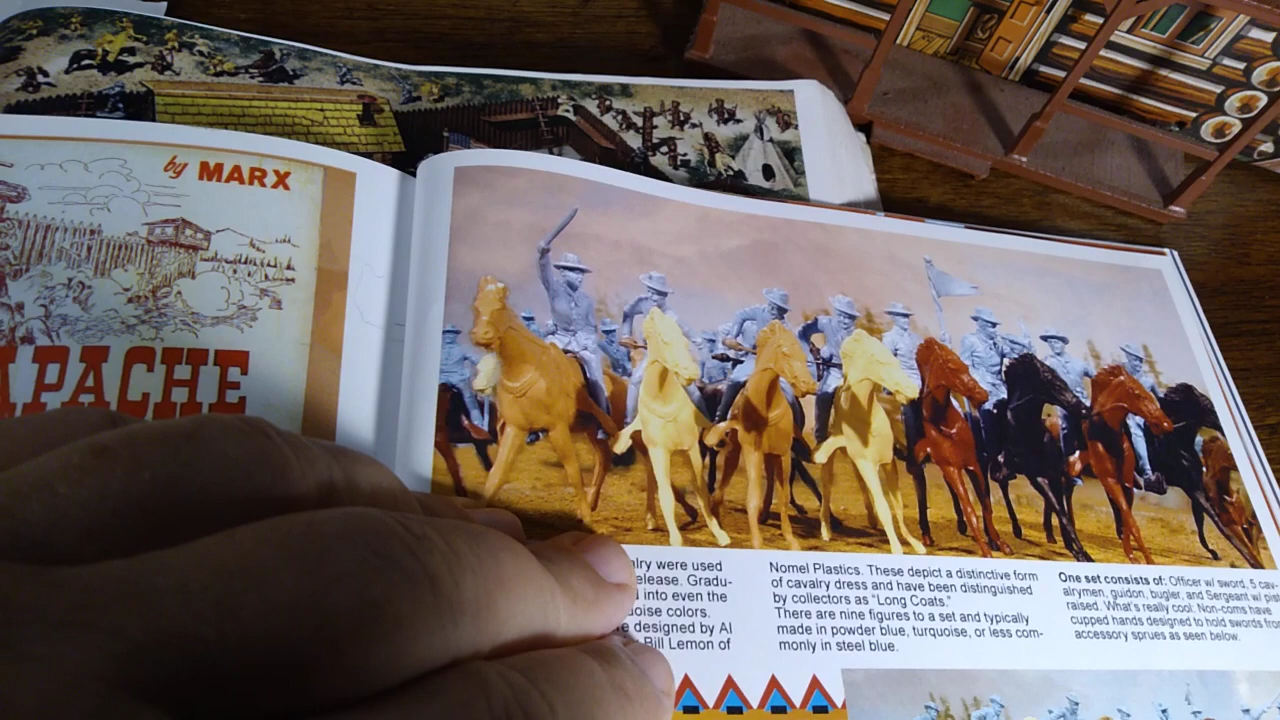 by MARX
APACHE
alry were used
elease. Gradu-
into even the
uoise colors.
e designed by Al
Bill Lemon of
Nomel Plastics. These depict a distinctive form
of cavalry dress and have been distinguished
by collectors as "Long Coats."
There are nine figures to a set and typically
made in powder blue, turquoise, or less com-
monly in steel blue.
One set consists of: Officer w/ sword, 5 cav-
alrymen, guidon, bugler, and Sergeant w/
raised. What's really cool: Non-coms have
cupped hands designed to hold swords from
accessory sprues as seen below.